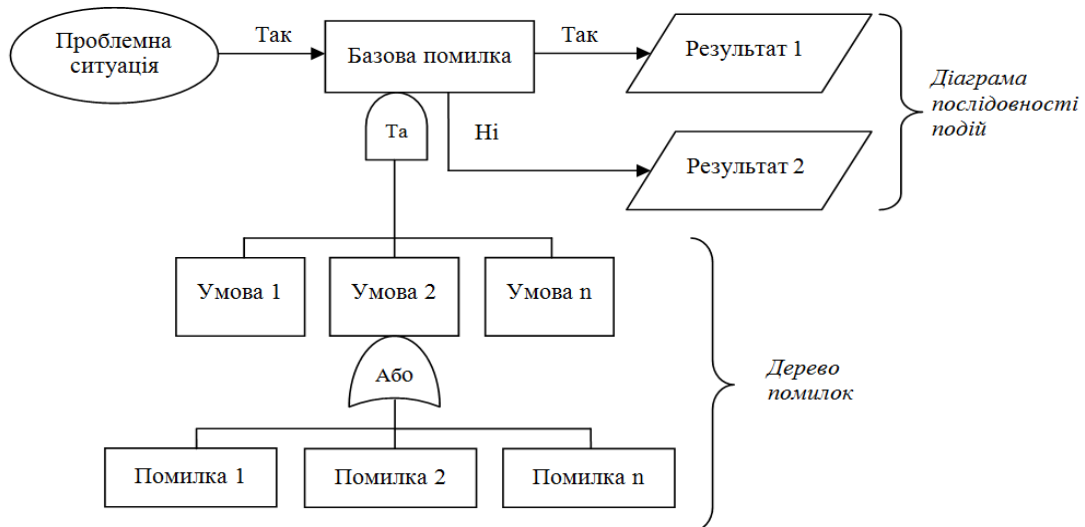 Проблемна
ситуація
Так
Базова помилка
Так
Результат 1
Діаграма
послідовності
подій
Та
Ні
Результат 2
Умова 1
Умова 2
Умова n
Або
Дерево
помилок
Помилка 1
Помилка 2
Помилка n